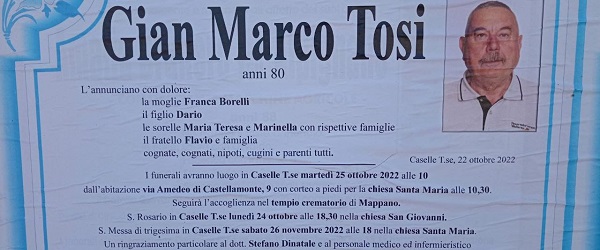 Gian Marco Tosi
anni 80
L'annunciano con dolore:
la moglie Franca Borelli
il figlio Dario
le sorelle Maria Teresa e Marinella con rispettive famiglie
il fratello Flavio e famiglia
cognate, cognati, nipoti, cugini e parenti tutti.
Caselle T.se, 22 ottobre 2022
I funerali avranno luogo in Caselle T.se martedì 25 ottobre 2022 alle 10
dall'abitazione via Amedeo di Castellamonte, 9 con corteo a piedi per la chiesa Santa Maria alle 10,30.
Seguirà l'accoglienza nel tempio crematorio di Mappano.
S. Rosario in Caselle T.se lunedì 24 ottobre alle 18,30 nella chiesa San Giovanni.
S. Messa di trigesima in Caselle T.se sabato 26 novembre 2022 alle 18 nella chiesa Santa Maria.
Un ringraziamento particolare al dott. Stefano Dinatale e al personale medico ed infermieristico